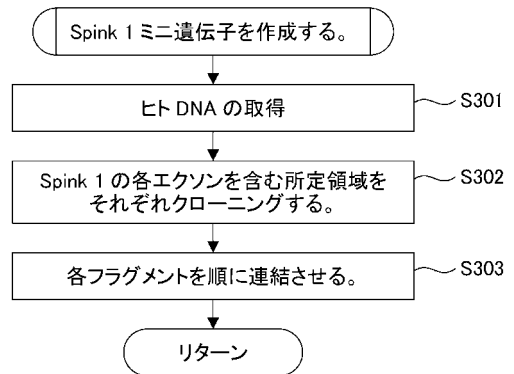 Spink 1 ミニ遺伝子を作成する。
ヒト DNA の取得
S301
Spink 1 の各エクソンを含む所定領域を
それぞれクローニングする。
S302
各フラグメントを順に連結させる。
S303
リターン